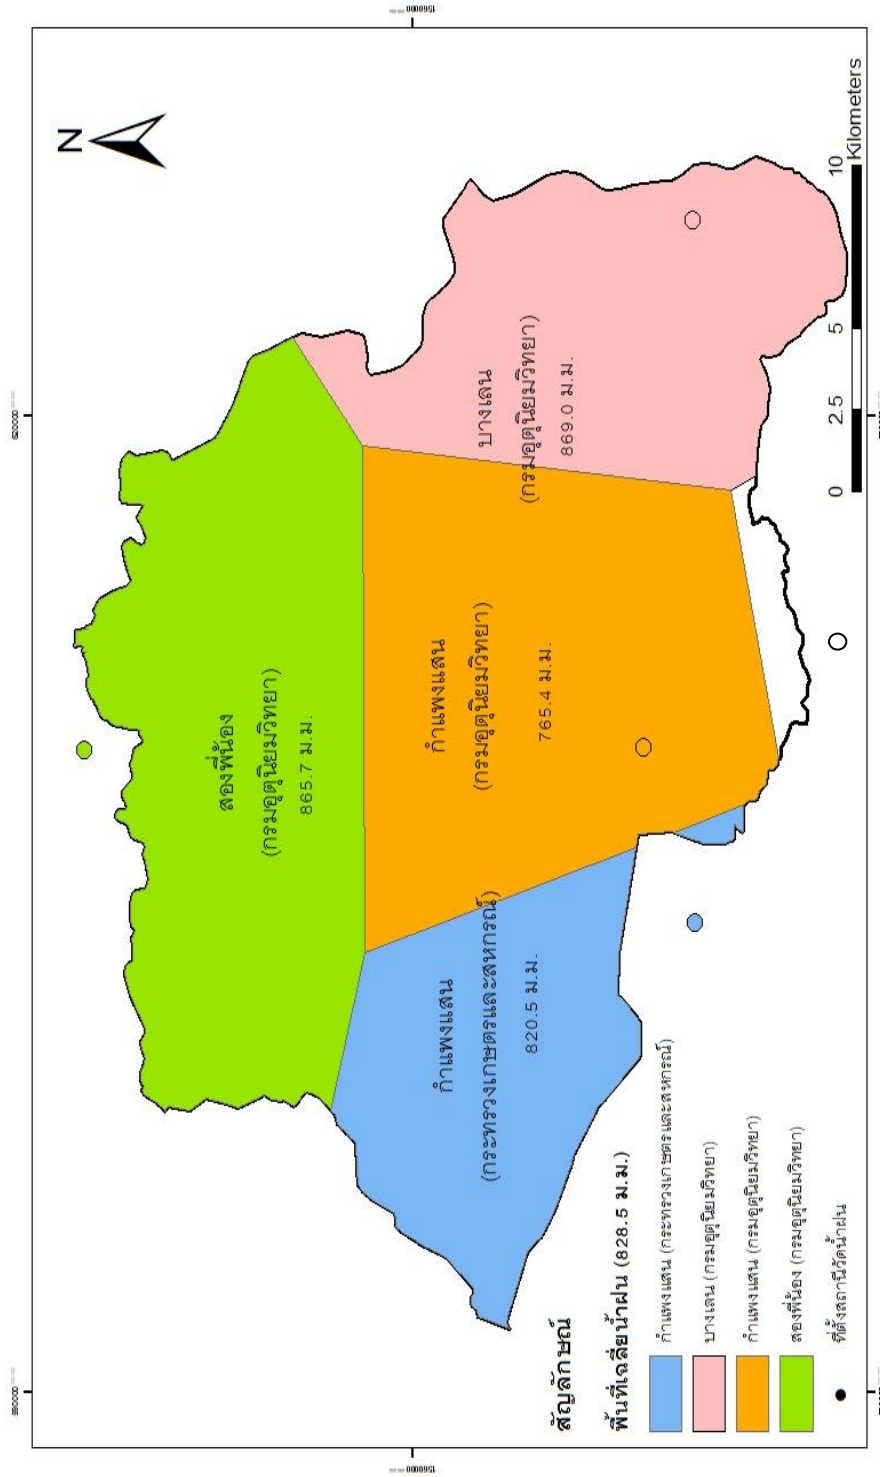 N
สองพี่น้อง
(กรมอุตุนิยมวิทยา)
865.7 ม.ม.
กำแพงแสน
(กรมอุตุนิยมวิทยา)
765.4 ม.ม.
บางเลน
(กรมอุตุนิยมวิทยา)
869.0 ม.ม.
กำแพงแสน
(กระทรวงเกษตรและสหกรณ์)
820.5 ม.ม.
สัญลักษณ์
พื้นที่เฉลี่ยน้ำฝน (828.5 ม.ม.)
กำแพงแสน (กระทรวงเกษตรและสหกรณ์)
บางเลน (กรมอุตุนิยมวิทยา)
กำแพงแสน (กรมอุตุนิยมวิทยา)
สองพี่น้อง (กรมอุตุนิยมวิทยา)
ที่ตั้งสถานีวัดน้ำฝน
0 2.5 5 10
Kilometers